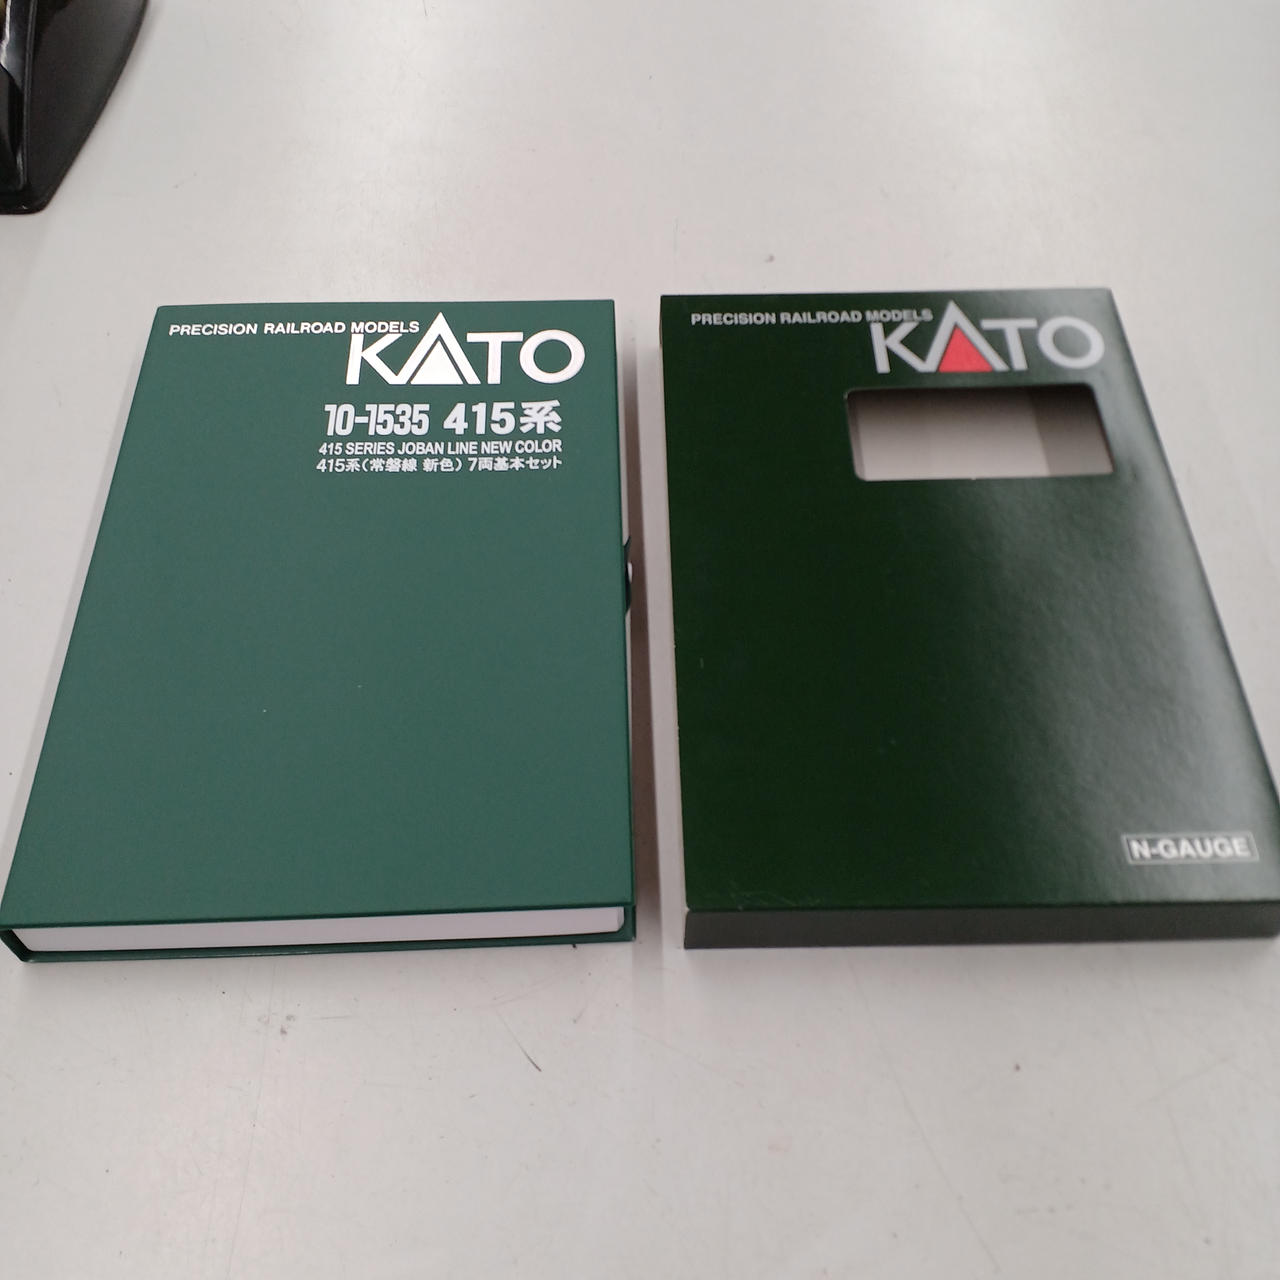 PRECISION RAILROAD MODELS
KATO
10-1535 415系
415 SERIES JOBAN LINE NEW COLOR
415系(常磐線 新色) 7両基本セット
PRECISION RAILROAD MODELS
KATO
N-GAUGE